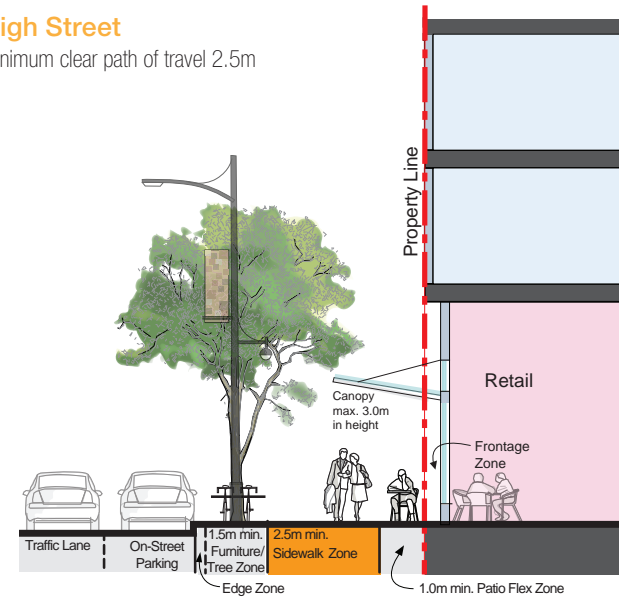 igh Street
nimum clear path of travel 2.5m
Property Line
Canopy
max. 3.0m
in height
Retail
Frontage
Zone
Traffic Lane
On-Street
Parking
1.5m min.
Furniture/
Tree Zone
2.5m min.
Sidewalk Zone
Edge Zone
1.0m min. Patio Flex Zone